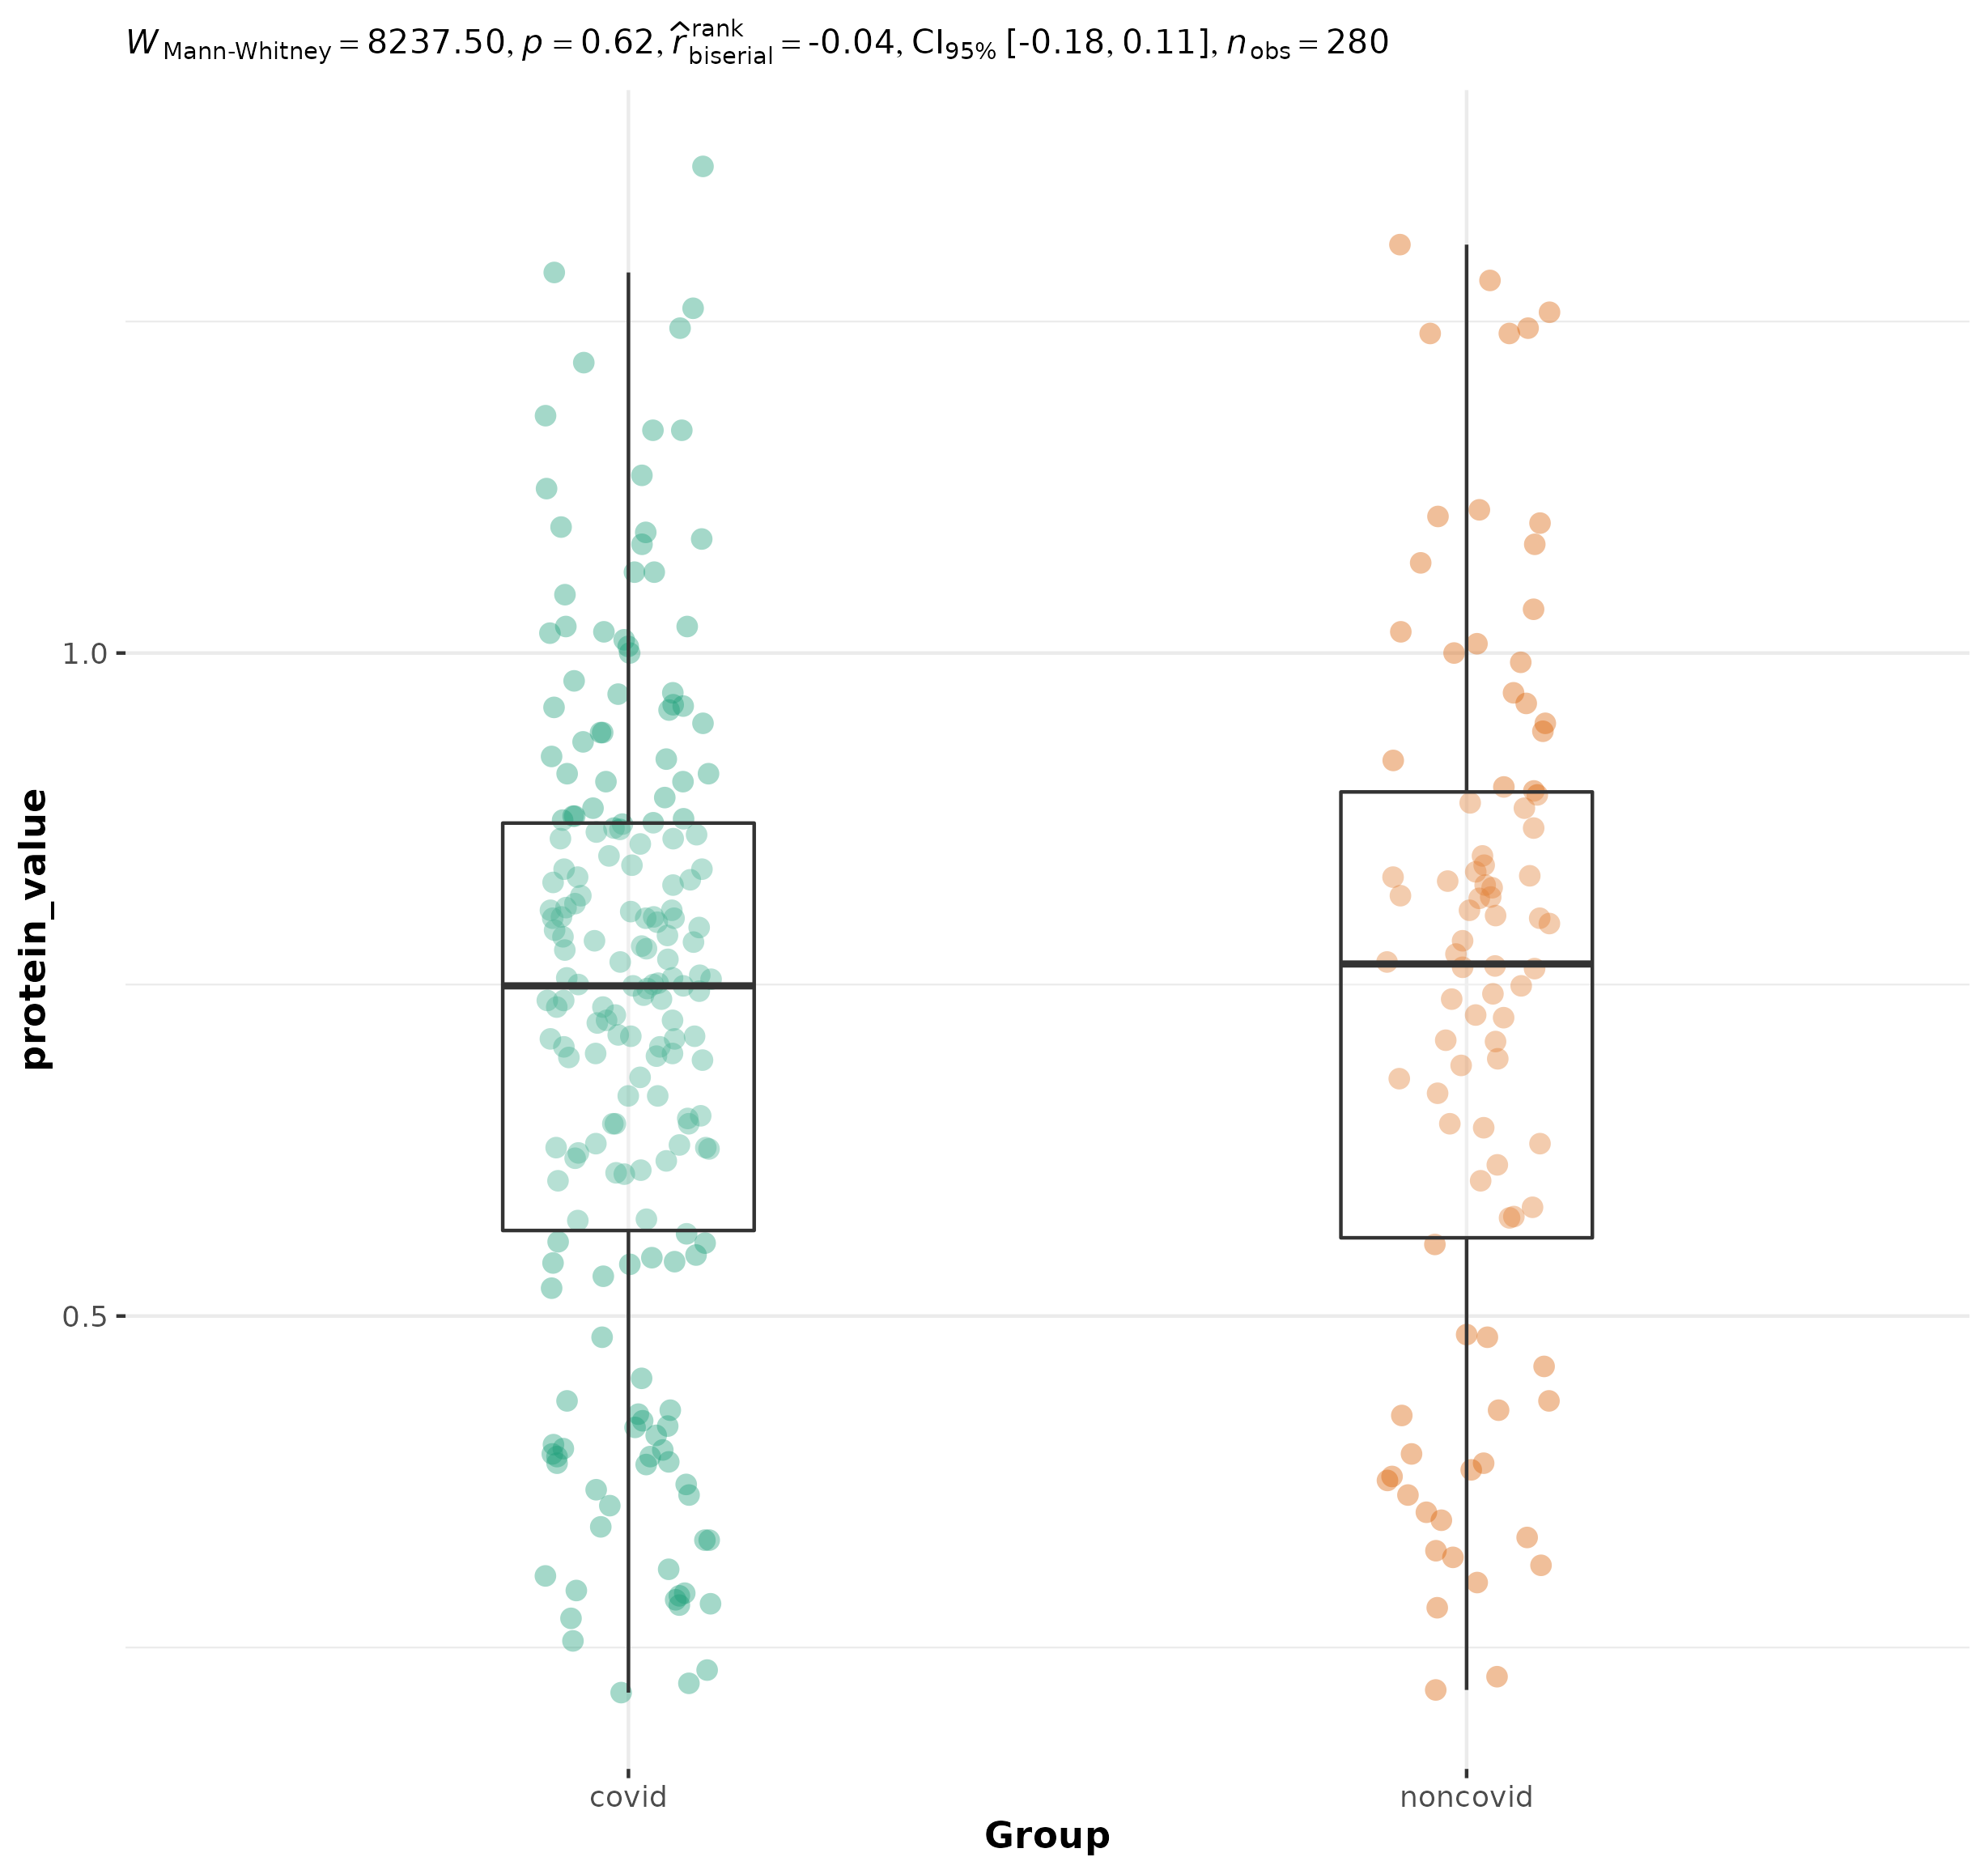 W Mann-Whitney = 8237.50, p = 0.62, r̂ rank biserial = -0.04, CI95% [-0.18, 0.11], n obs = 280
protein_value
1.0
0.5
covid noncovid
Group